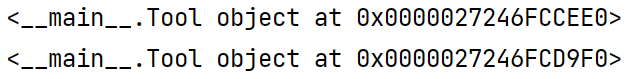 <__main__.Tool object at 0x0000027246FCCEE0>
<__main__.Tool object at 0x0000027246FCD9F0>